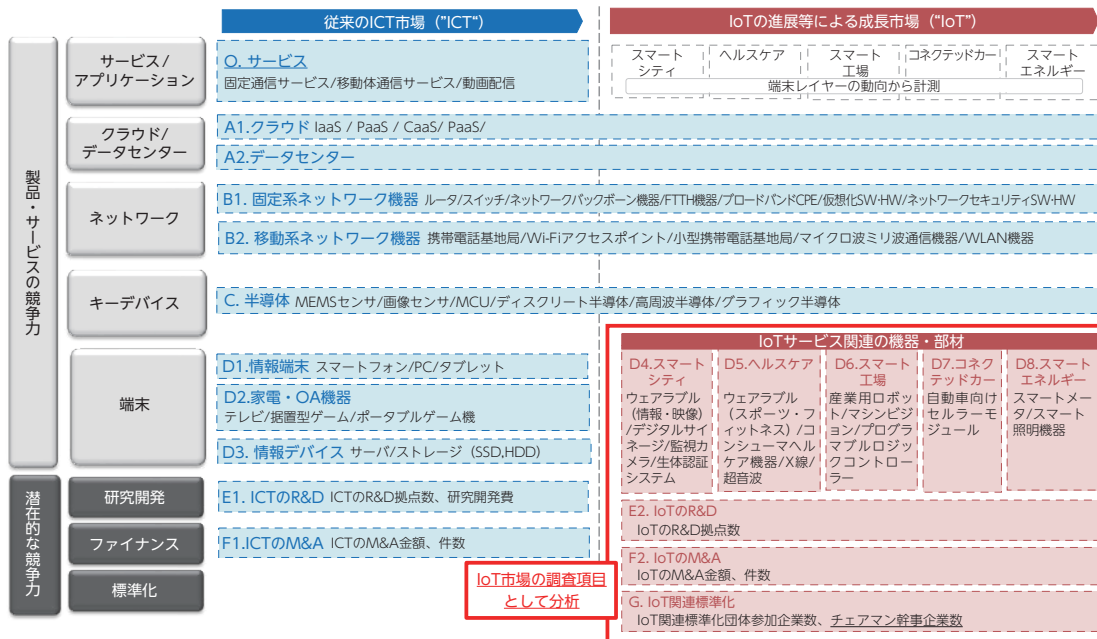 従来のICT市場("ICT")
IoTの進展等による成長市場("IoT")
製品・サービスの競争力
サービス/
アプリケーション
O. サービス
固定通信サービス/移動体通信サービス/動画配信
スマート
シティ
ヘルスケア
スマート
工場
コネクテッドカー
スマート
エネルギー
端末レイヤーの動向から計測
クラウド/
データセンター
A1.クラウド IaaS / PaaS / CaaS/ PaaS/
A2.データセンター
ネットワーク
B1. 固定系ネットワーク機器 ルータ/スイッチ/ネットワークバックボーン機器/FTTH機器/ブロードバンドCPE/仮想化SW・HW/ネットワークセキュリティSW・HW
B2. 移動系ネットワーク機器 携帯電話基地局/Wi-Fiアクセスポイント/小型携帯電話基地局/マイクロ波ミリ波通信機器/WLAN機器
キーデバイス
C. 半導体 MEMSセンサ/画像センサ/MCU/ディスクリート半導体/高周波半導体/グラフィック半導体
端末
D1.情報端末 スマートフォン/PC/タブレット
D2.家電・OA機器
テレビ/据置型ゲーム/ポータブルゲーム機
D3. 情報デバイス サーバ/ストレージ(SSD,HDD)
IoTサービス関連の機器・部材
D4.スマート
シティ
ウェアラブル
(情報・映像)
/デジタルサイ
ネージ/監視カ
メラ/生体認証
システム
D5.ヘルスケア
ウェアラブル
(スポーツ・フ
ィットネス)/コ
ンシューマヘル
ケア機器/X線/
超音波
D6.スマート
工場
産業用ロボッ
ト/マシンビジ
ョン/プログラ
マブルロジッ
クコントロー
ラー
D7.コネク
テッドカー
自動車向け
セルラーモ
ジュール
D8.スマート
エネルギー
スマートメー
タ/スマート
照明機器
潜在的な競争力
研究開発
E1. ICTのR&D ICTのR&D拠点数、研究開発費
E2. IoTのR&D
IoTのR&D拠点数
ファイナンス
F1.ICTのM&A ICTのM&A金額、件数
F2. IoTのM&A
IoTのM&A金額、件数
標準化
IoT市場の調査項目
として分析
G. IoT関連標準化
IoT関連標準化団体参加企業数、チェアマン幹事企業数